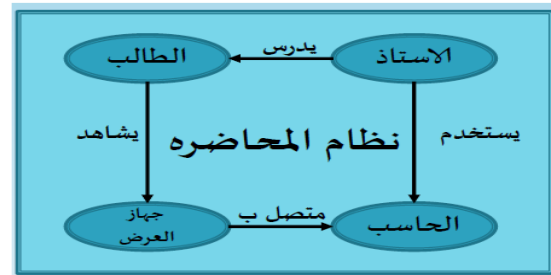 الاستاذ
يدرس
الطالب
يستخدم
نظام المحاضره
يشاهد
الحاسب
متصل ب
جهاز
العرض